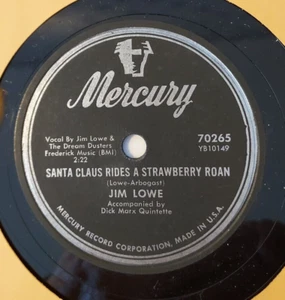 Mercury
Vocal By Jim Lowe &
The Dream Dusters
Frederick Music (BMI)
2:22
70265
YB10149
SANTA CLAUS RIDES A STRAWBERRY ROAN
(Lowe-Arbogast)
JIM LOWE
Accompanied by
Dick Marx Quintette
MERCURY RECORD CORPORATION, MADE IN U.S.A.